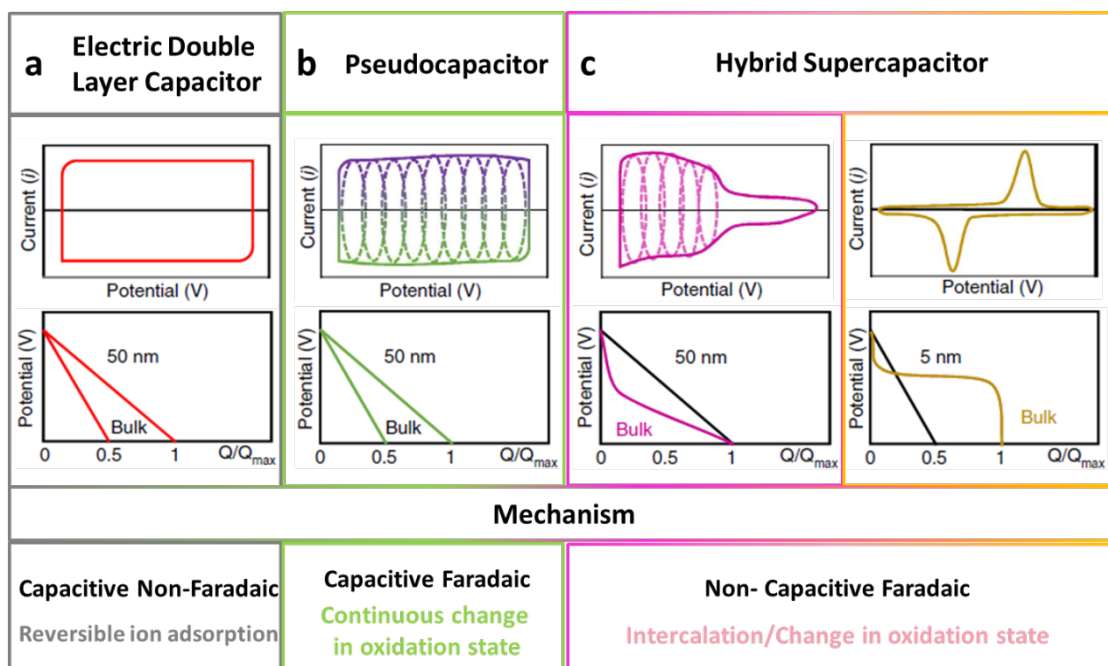 a
Electric Double
Layer Capacitor
b
Pseudocapacitor
c
Hybrid Supercapacitor
Current (i)
Potential (V)
Current (i)
Potential (V)
Current (i)
Potential (V)
Current (i)
Potential (V)
Potential (V)
50 nm
Bulk
0 0.5 1 Q/Qmax
Potential (V)
50 nm
Bulk
0 0.5 1 Q/Qmax
Potential (V)
50 nm
Bulk
0 0.5 1 Q/Qmax
Potential (V)
5 nm
Bulk
0 0.5 1 Q/Qmax
Mechanism
Capacitive Non-Faradaic
Reversible ion adsorption
Capacitive Faradaic
Continuous change
in oxidation state
Non- Capacitive Faradaic
Intercalation/Change in oxidation state